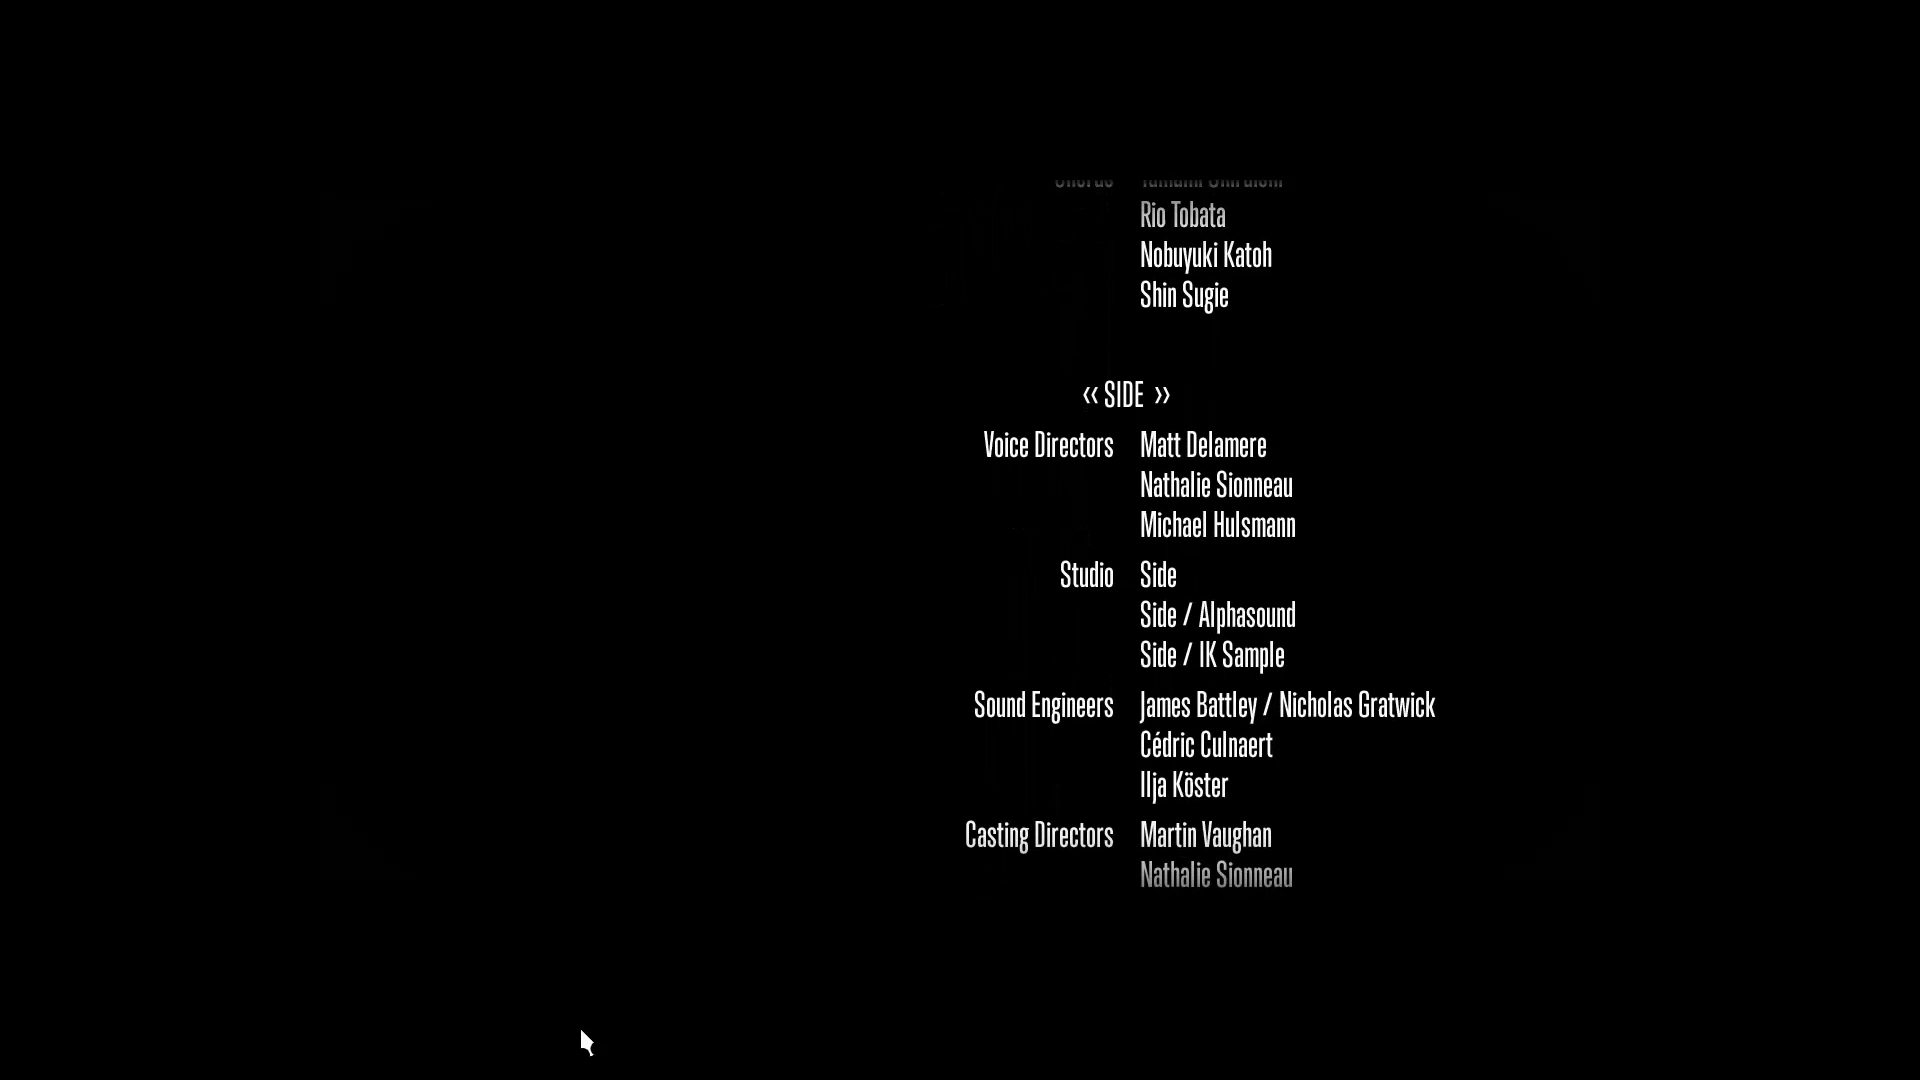 Rio Tobata
Nobuyuki Katoh
Shin Sugie
‹‹ SIDE ››
Voice Directors Matt Delamere
Nathalie Sionneau
Michael Hulsmann
Studio Side
Side / Alphasound
Side / IK Sample
Sound Engineers James Battley / Nicholas Gratwick
Cédric Culnaert
Ilja Köster
Casting Directors Martin Vaughan
Nathalie Sionneau